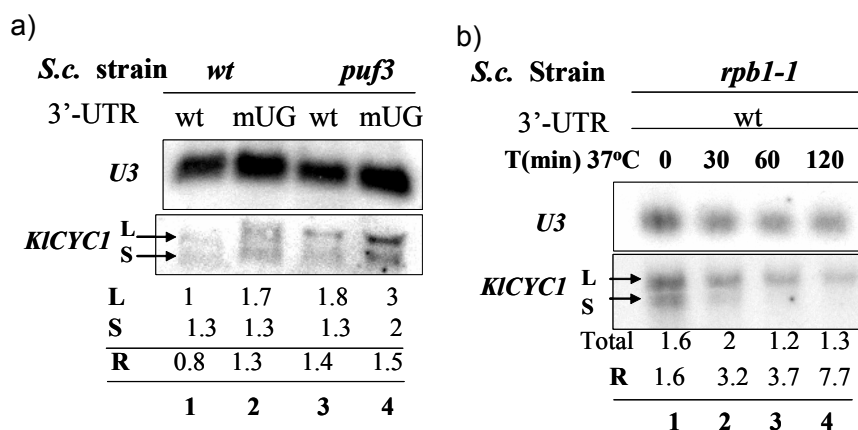 a)
S.c. strain wt puf3
3’-UTR wt mUG wt mUG
U3
KlCYC1 L
S
L 1 1.7 1.8 3
S 1.3 1.3 1.3 2
R 0.8 1.3 1.4 1.5
1 2 3 4
b)
S.c. Strain rpb1-1
3’-UTR wt
T(min) 37ºC 0 30 60 120
U3
KlCYC1 L
S
Total 1.6 2 1.2 1.3
R 1.6 3.2 3.7 7.7
1 2 3 4